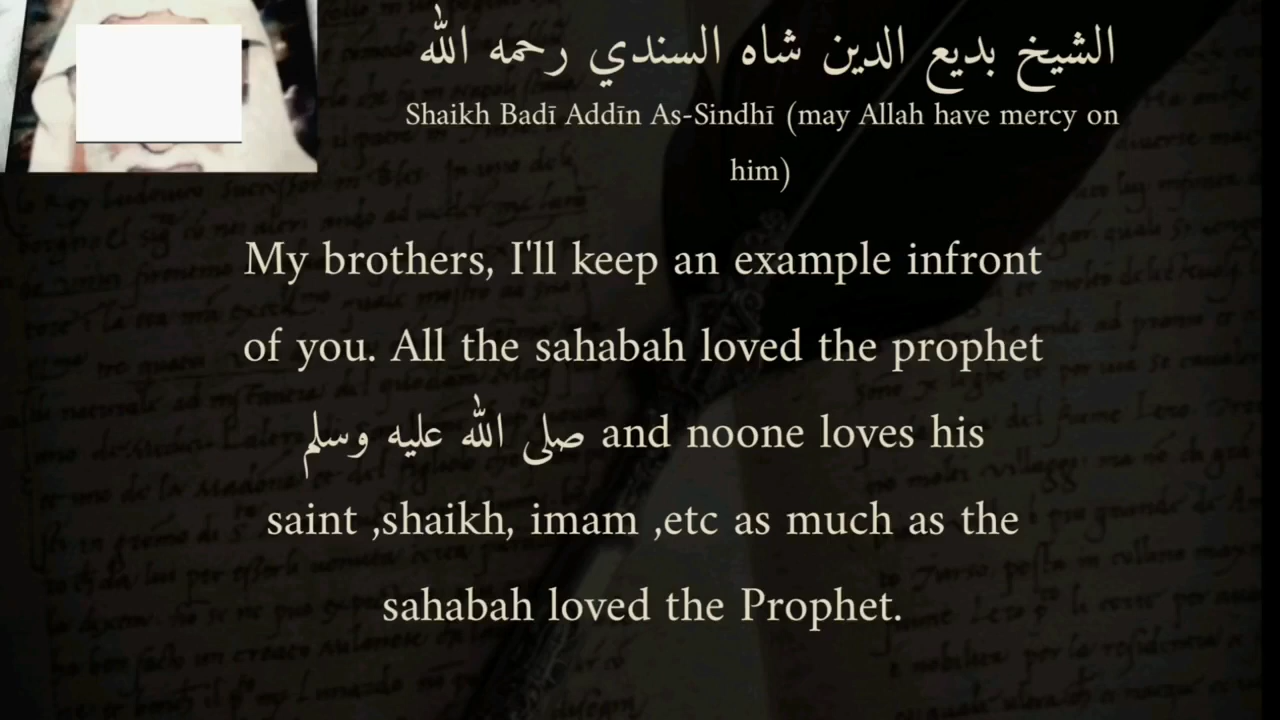 الشيخ بديع الدين شاه السندي رحمه الله
Shaikh Badī Addīn As-Sindhī (may Allah have mercy on
him)
My brothers, I'll keep an example infront
of you. All the sahabah loved the prophet
صلى الله عليه وسلم and noone loves his
saint ,shaikh, imam ,etc as much as the
sahabah loved the Prophet.